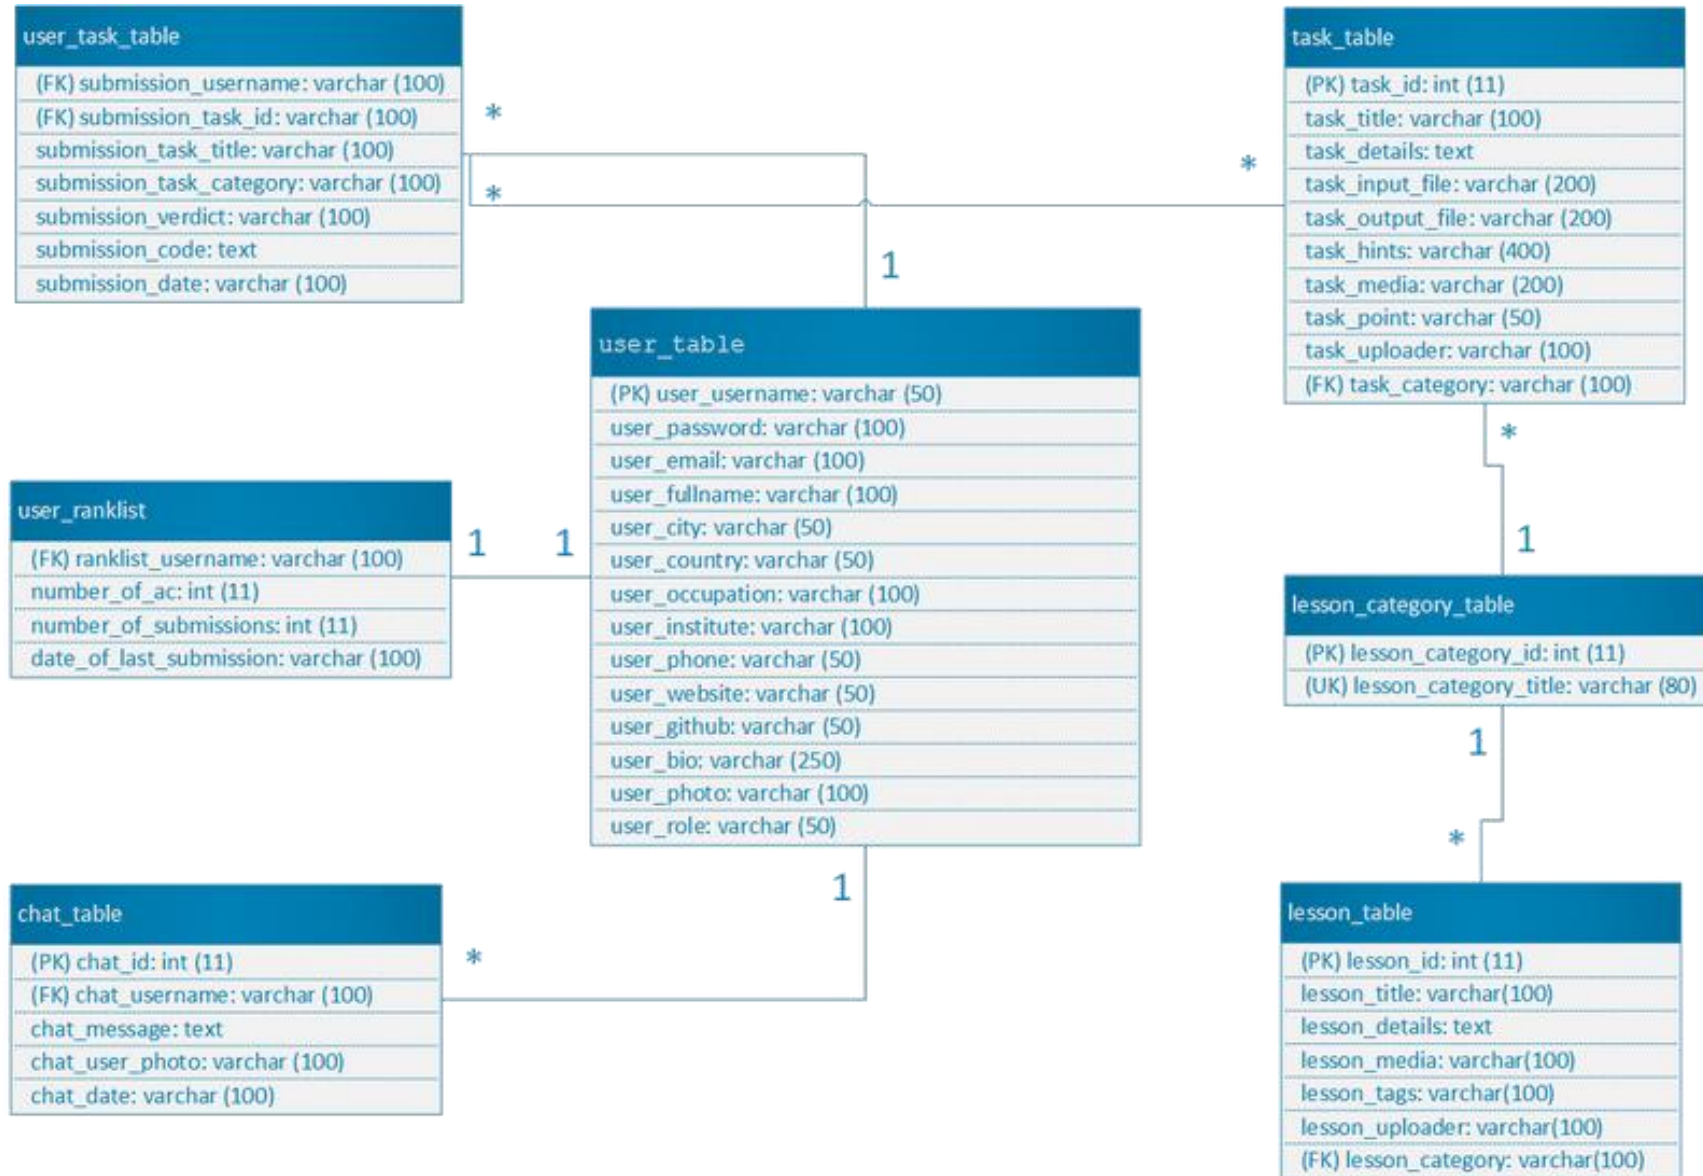 user_task_table
(FK) submission_username: varchar (100)
(FK) submission_task_id: varchar (100)
submission_task_title: varchar (100)
submission_task_category: varchar (100)
submission_verdict: varchar (100)
submission_code: text
submission_date: varchar (100)
*
*
*
1
task_table
(PK) task_id: int (11)
task_title: varchar (100)
task_details: text
task_input_file: varchar (200)
task_output_file: varchar (200)
task_hints: varchar (400)
task_media: varchar (200)
task_point: varchar (50)
task_uploader: varchar (100)
(FK) task_category: varchar (100)
*
1
user_table
(PK) user_username: varchar (50)
user_password: varchar (100)
user_email: varchar (100)
user_fullname: varchar (100)
user_city: varchar (50)
user_country: varchar (50)
user_occupation: varchar (100)
user_institute: varchar (100)
user_phone: varchar (50)
user_website: varchar (50)
user_github: varchar (50)
user_bio: varchar (250)
user_photo: varchar (100)
user_role: varchar (50)
user_ranklist
(FK) ranklist_username: varchar (100)
number_of_ac: int (11)
number_of_submissions: int (11)
date_of_last_submission: varchar (100)
1 1
lesson_category_table
(PK) lesson_category_id: int (11)
(UK) lesson_category_title: varchar (80)
1
*
chat_table
(PK) chat_id: int (11)
(FK) chat_username: varchar (100)
chat_message: text
chat_user_photo: varchar (100)
chat_date: varchar (100)
*
1
lesson_table
(PK) lesson_id: int (11)
lesson_title: varchar(100)
lesson_details: text
lesson_media: varchar(100)
lesson_tags: varchar(100)
lesson_uploader: varchar(100)
(FK) lesson_category: varchar(100)